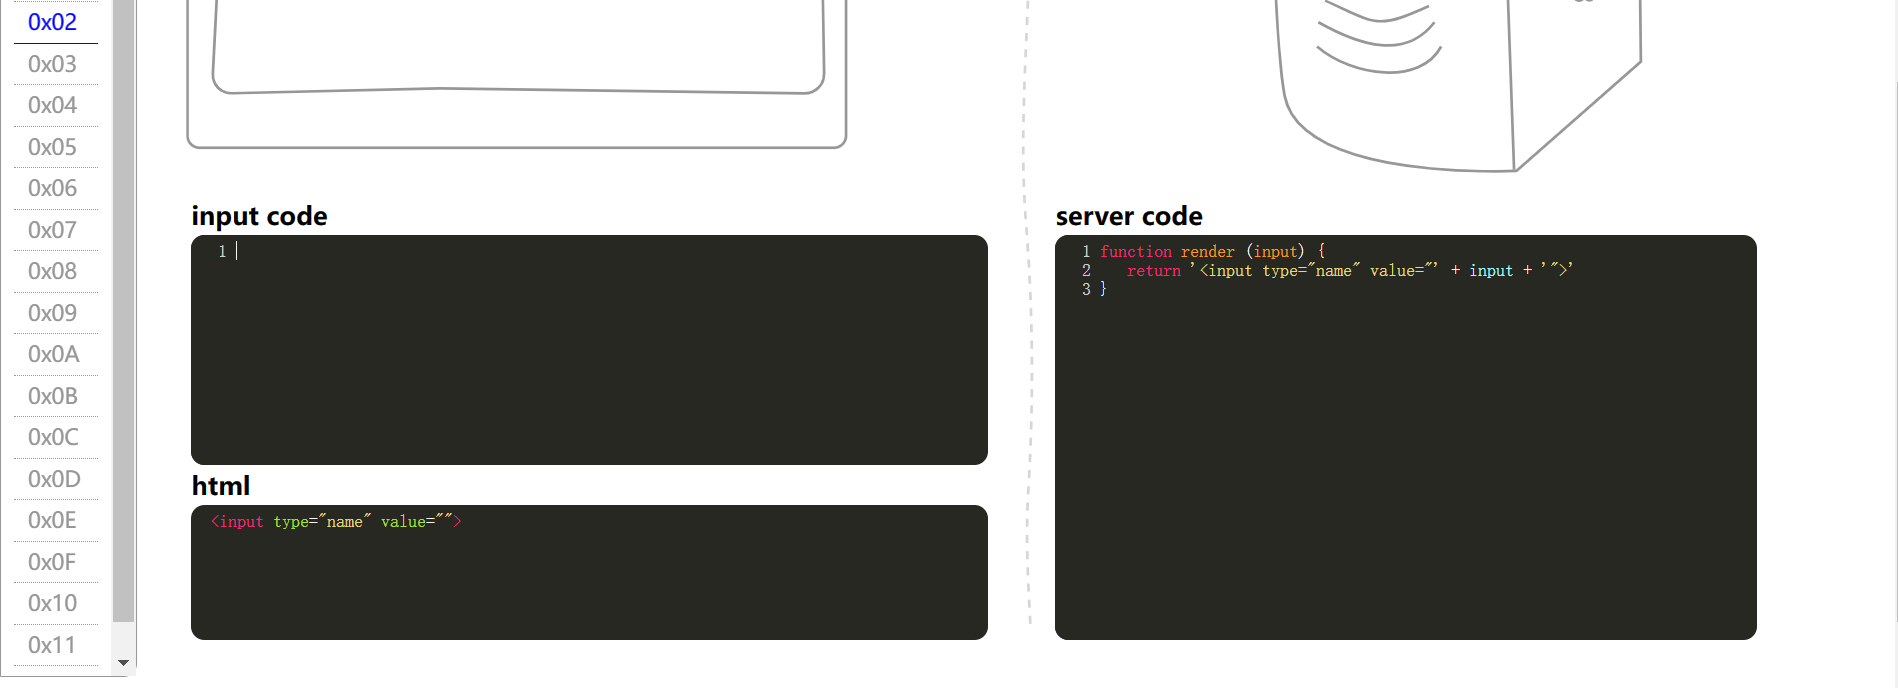 0x02
0x03
0x04
0x05
0x06
0x07
0x08
0x09
0x0A
0x0B
0x0C
0x0D
0x0E
0x0F
0x10
0x11
input code
1
html
<input type="name" value="">
server code
1 function render (input) {
2 return '<input type="name" value="' + input + '">'
3 }